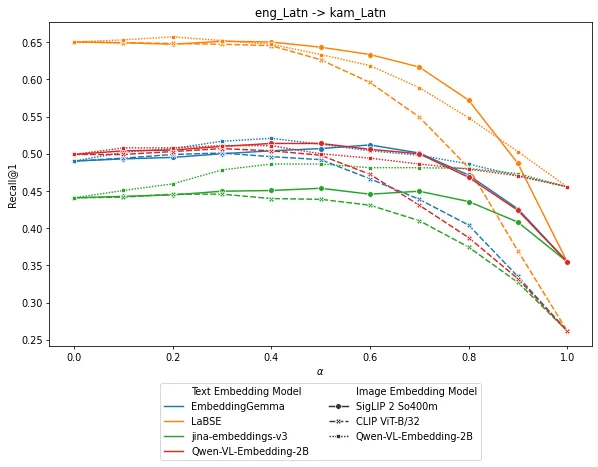 eng_Latn -> kam_Latn
Recall@1
0.65
0.60
0.55
0.50
0.45
0.40
0.35
0.30
0.25
0.0 0.2 0.4 0.6 0.8 1.0
α
Text Embedding Model
EmbeddingGemma
LaBSE
jina-embeddings-v3
Qwen-VL-Embedding-2B
Image Embedding Model
SigLIP 2 So400m
CLIP ViT-B/32
Qwen-VL-Embedding-2B